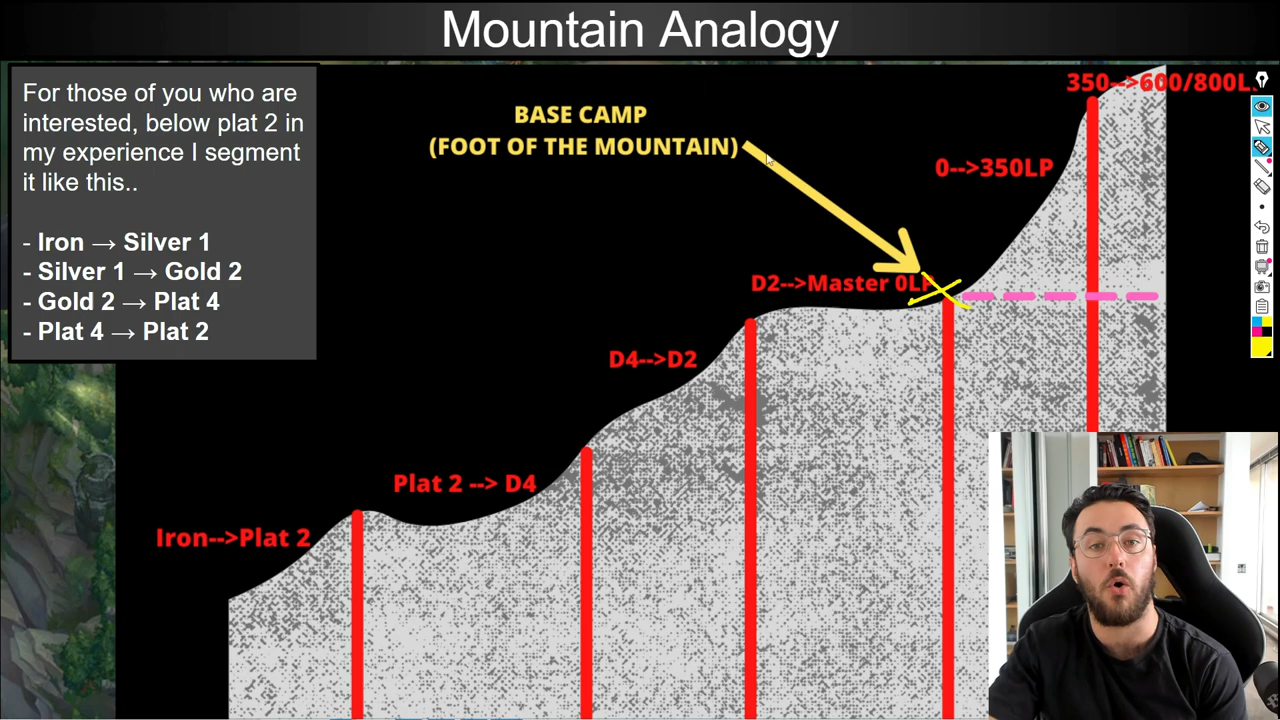 Mountain Analogy
For those of you who are
interested, below plat 2 in
my experience I segment
it like this..
- Iron → Silver 1
- Silver 1 → Gold 2
- Gold 2 → Plat 4
- Plat 4 → Plat 2
BASE CAMP
(FOOT OF THE MOUNTAIN)
350-->600/800L
0-->350LP
D2-->Master 0LP
D4-->D2
Plat 2 --> D4
Iron-->Plat 2